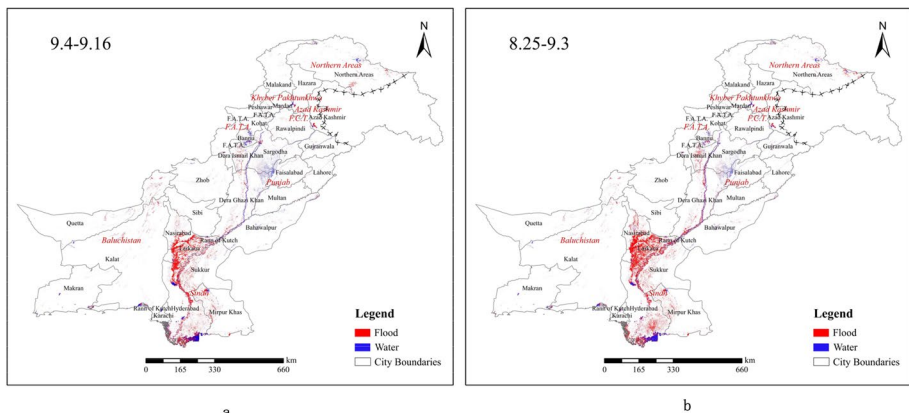 9.4-9.16
N
Northern Areas
Northern Areas
Malakand
Hazara
Khyber Pakhtunkhwa
Peshawar
Mardan
Azad Kashmir
F.A.T.A.
F.A.T.A.
Azad Kashmir
Kohat
F.C.T.
F.A.T.A.
Rawalpindi
Bannu
F.A.T.A.
Gujranwala
Dara Ismail Khan
Sargodha
Zhob
Faisalabad
Lahore
Punjab
Dera Ghazi Khan
Multan
Quetta
Sibi
Bahawalpur
Nasirabad
Baluchistan
Rann of Kutch
Larkana
Kalat
Sukkur
Makran
Sindh
Rann of Kutch
Hyderabad
Karachi
Mirpur Khas
Legend
Flood
Water
City Boundaries
km
0 165 330 660
a
8.25-9.3
N
Northern Areas
Northern Areas
Malakand
Hazara
Khyber Pakhtunkhwa
Peshawar
Mardan
Azad Kashmir
F.A.T.A.
F.A.T.A.
Azad Kashmir
Kohat
F.C.T.
F.A.T.A.
Rawalpindi
Bannu
F.A.T.A.
Gujranwala
Dara Ismail Khan
Sargodha
Zhob
Faisalabad
Lahore
Punjab
Dera Ghazi Khan
Multan
Quetta
Sibi
Bahawalpur
Nasirabad
Baluchistan
Rann of Kutch
Larkana
Kalat
Sukkur
Makran
Sindh
Rann of Kutch
Hyderabad
Karachi
Mirpur Khas
Legend
Flood
Water
City Boundaries
km
0 165 330 660
b